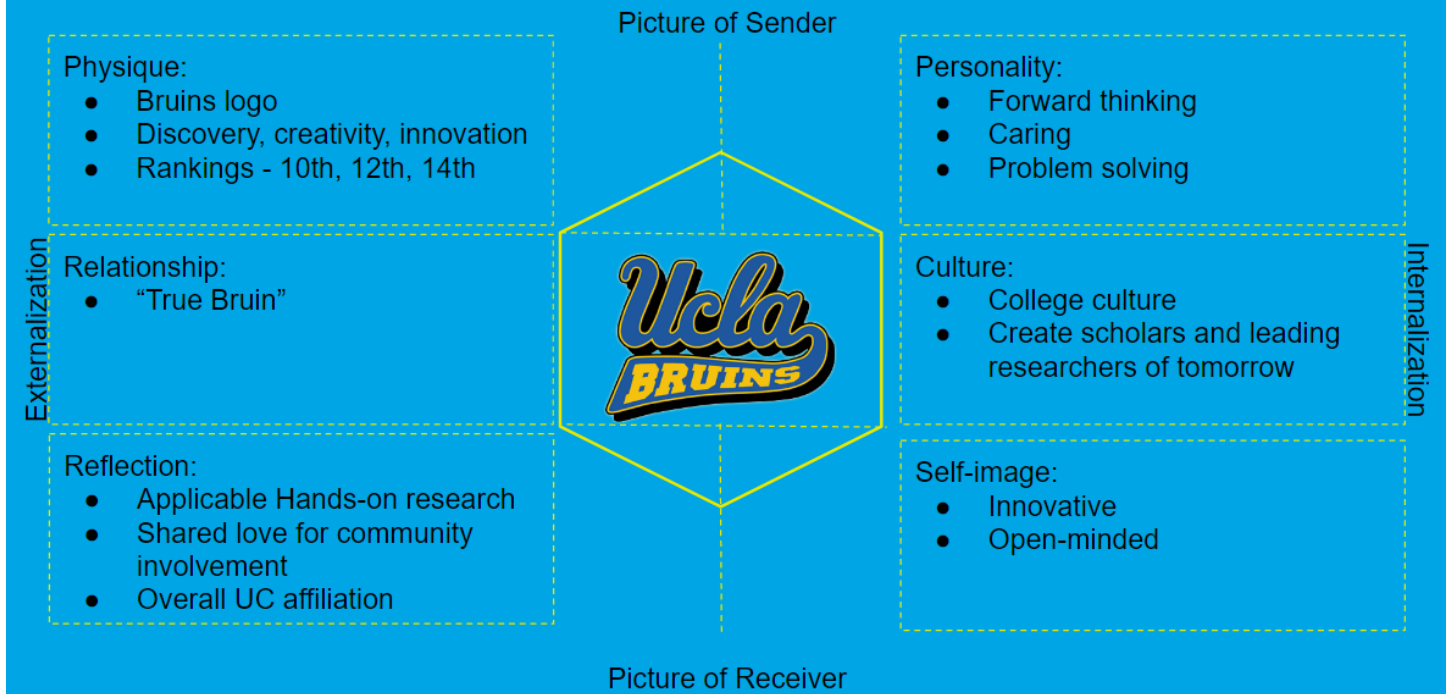 Picture of Sender
Physique:
● Bruins logo
● Discovery, creativity, innovation
● Rankings - 10th, 12th, 14th
Personality:
● Forward thinking
● Caring
● Problem solving
Externalization
Relationship:
● “True Bruin”
Ucla
BRUINS
Culture:
● College culture
● Create scholars and leading
researchers of tomorrow
Internalization
Reflection:
● Applicable Hands-on research
● Shared love for community
involvement
● Overall UC affiliation
Self-image:
● Innovative
● Open-minded
Picture of Receiver